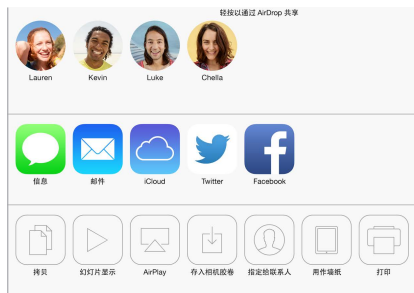 轻按以通过 AirDrop 共享
Lauren Kevin Luke Chella
信息 邮件 iCloud Twitter Facebook
拷贝 幻灯片显示 AirPlay 存入相机胶卷 指定给联系人 用作墙纸 打印